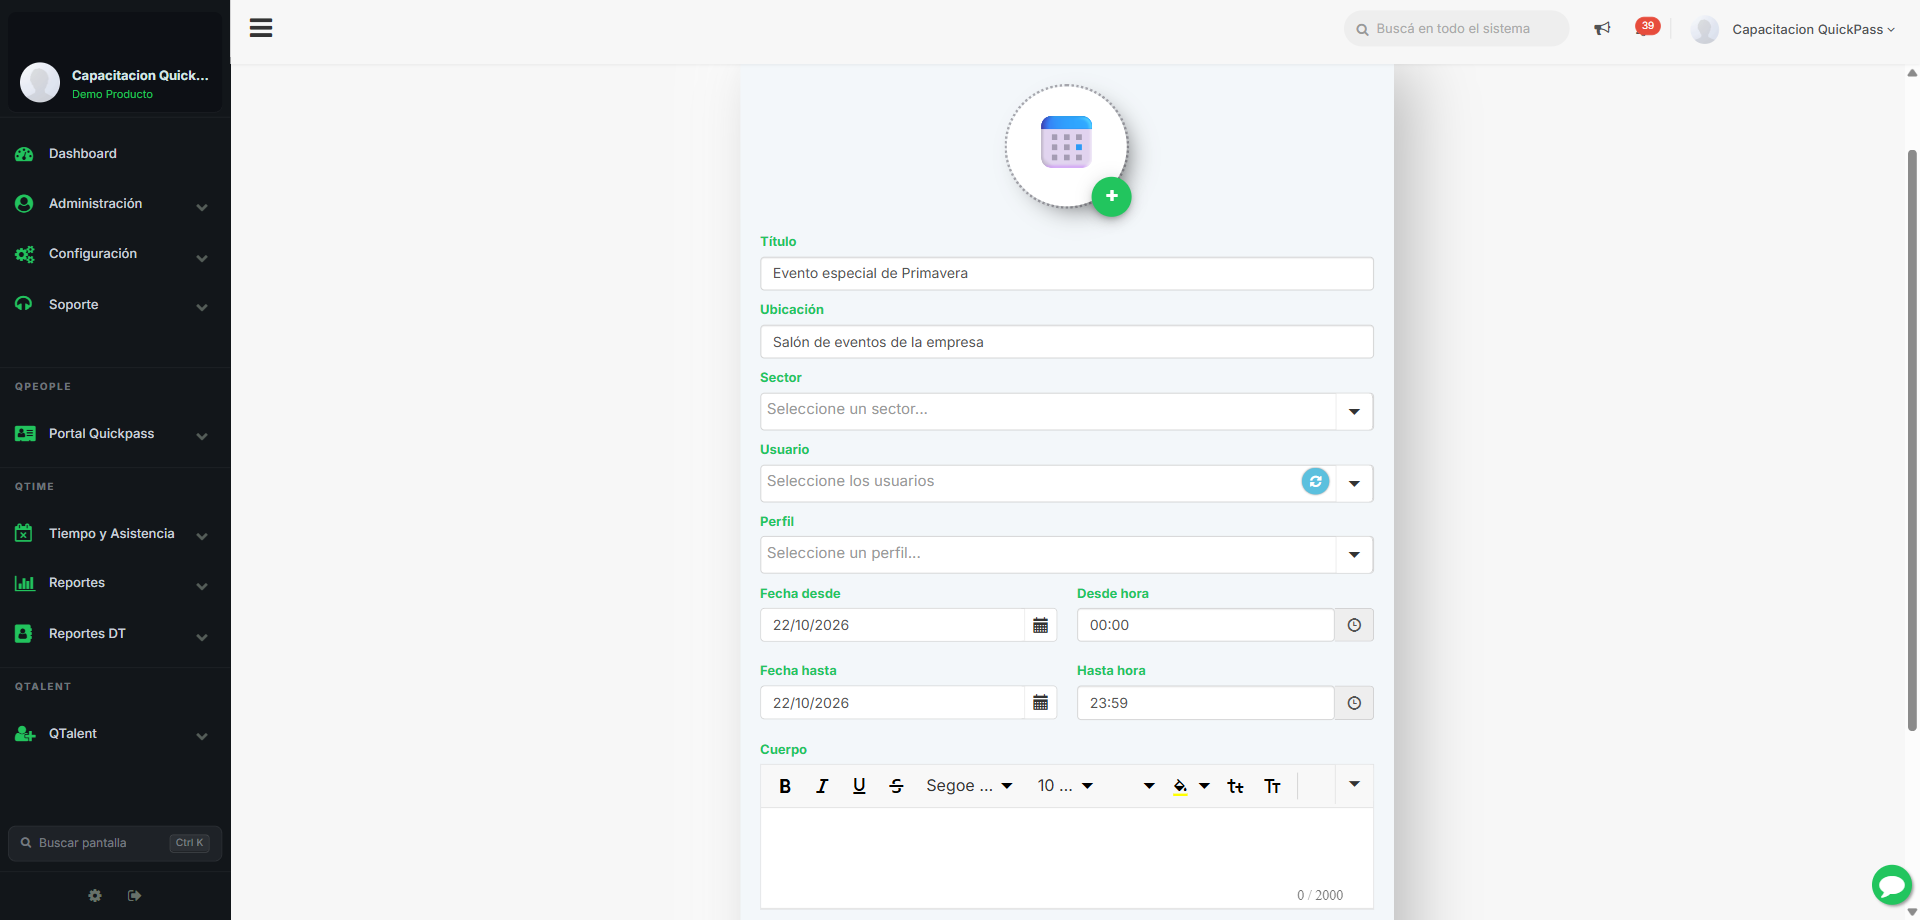 Capacitacion Quick...
Demo Producto
Dashboard
Administración
Configuración
Soporte
QPEOPLE
Portal Quickpass
QTIME
Tiempo y Asistencia
Reportes
Reportes DT
QTALENT
QTalent
Buscar pantalla
Ctrl K
Buscá en todo el sistema
39
Capacitacion QuickPass
Título
Evento especial de Primavera
Ubicación
Salón de eventos de la empresa
Sector
Seleccione un sector...
Usuario
Seleccione los usuarios
Perfil
Seleccione un perfil...
Fecha desde
Desde hora
22/10/2026
00:00
Fecha hasta
Hasta hora
22/10/2026
23:59
Cuerpo
B I U S Segoe ... 10 ... Tt TT
0 / 2000